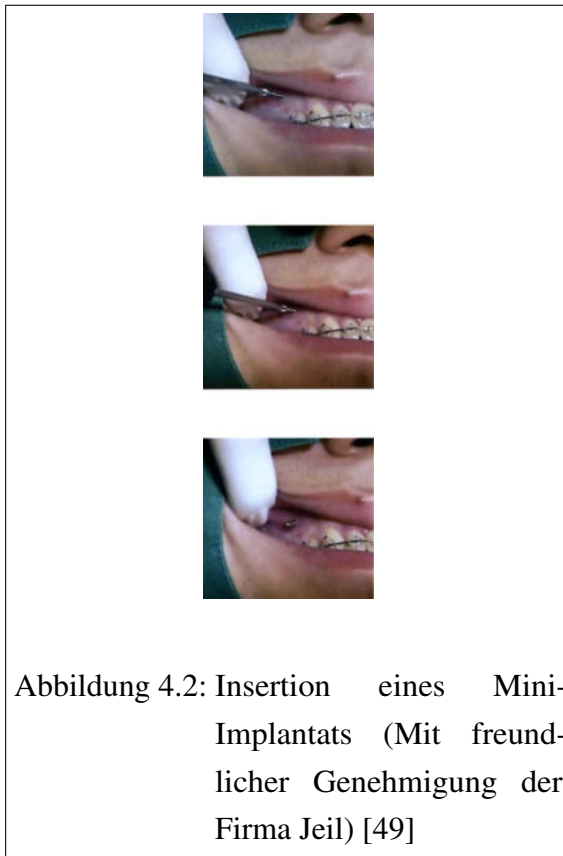 Abbildung 4.2: Insertion eines Mini-
Implantats (Mit freund-
licher Genehmigung der
Firma Jeil) [49]